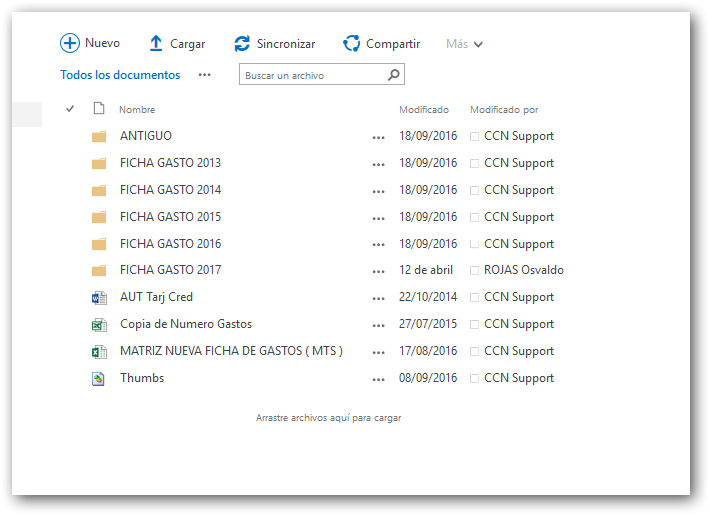 Nuevo Cargar Sincronizar Compartir Más
Todos los documentos ... Buscar un archivo
Nombre Modificado Modificado por
ANTIGUO ... 18/09/2016 CCN Support
FICHA GASTO 2013 ... 18/09/2016 CCN Support
FICHA GASTO 2014 ... 18/09/2016 CCN Support
FICHA GASTO 2015 ... 18/09/2016 CCN Support
FICHA GASTO 2016 ... 18/09/2016 CCN Support
FICHA GASTO 2017 ... 12 de abril ROJAS Osvaldo
AUT Tarj Cred ... 22/10/2014 CCN Support
Copia de Numero Gastos ... 27/07/2015 CCN Support
MATRIZ NUEVA FICHA DE GASTOS ( MTS ) ... 17/08/2016 CCN Support
Thumbs ... 08/09/2016 CCN Support
Arrastre archivos aquí para cargar